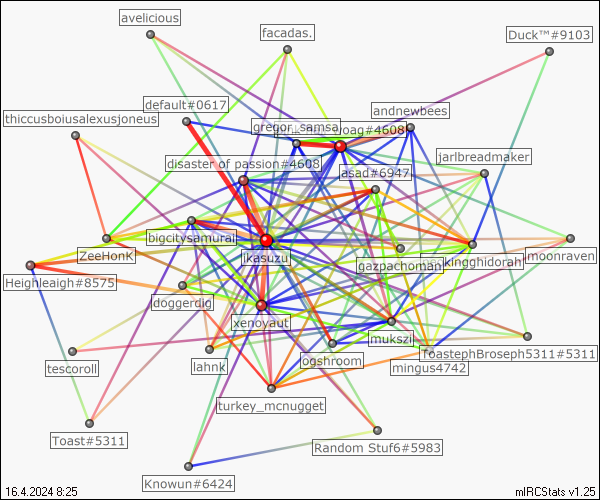 avelicious
facadas.
Duck™#9103
default#0617
andnewbees
gregor_samsa
oag#4608
thiccusboiusalexusjoneus
jarlbreadmaker
disaster of passion#4608
asad#6947
bigcitysamurai
ZeeHonK
ikasuzu
gazpachoman
kingghidorah
moonraven
Heighleaigh#8575
doggerdig
xenoyaut
mukszi
ToastephBroseph5311#5311
tescoroll
lahnk
ogshroom
mingus4742
turkey_mcnugget
Toast#5311
Random Stuf6#5983
Knowun#6424
16.4.2024 8:25
mIRCStats v1.25